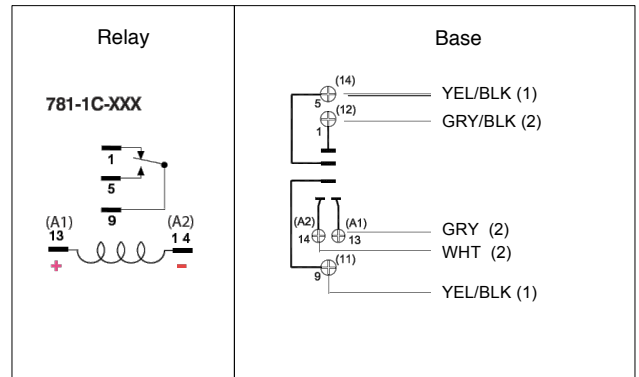 Relay
Base
781-1C-XXX
1
5
9
(A1)
13
(A2)
1 4
+
-
(14)
5
YEL/BLK (1)
(12)
1
GRY/BLK (2)
(A2)
14
(A1)
13
GRY (2)
WHT (2)
(11)
9
YEL/BLK (1)